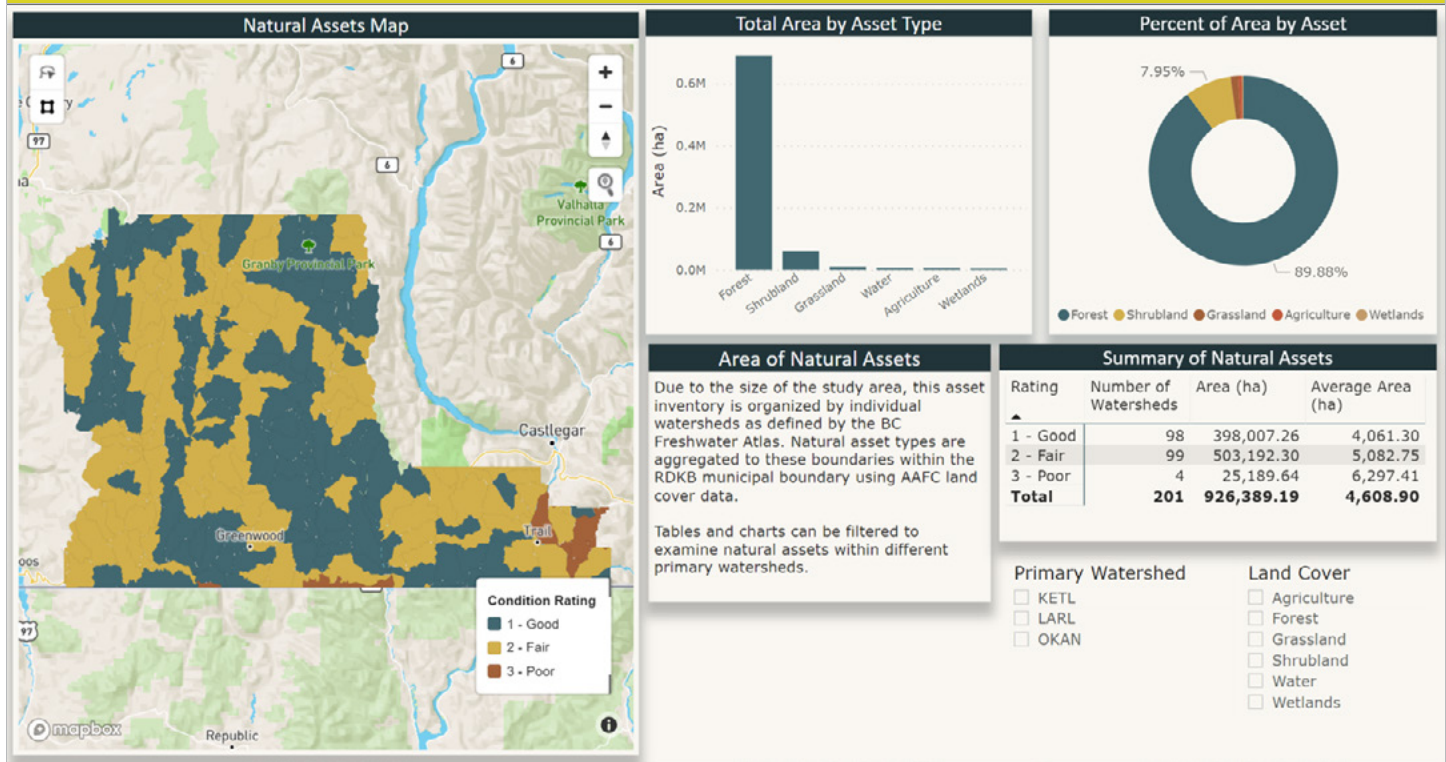 Natural Assets Map
6
97
6
Valhalla
Provincial Park
6
Granby Provincial Park
Castlegar
Greenwood
Trail
oos
97
Condition Rating
1 - Good
2 - Fair
3 - Poor
mapbox
Republic
Total Area by Asset Type
Area (ha)
0.6M
0.4M
0.2M
0.0M
Forest
Shrubland
Grassland
Water
Agriculture
Wetlands
Percent of Area by Asset
7.95%
89.88%
Forest Shrubland Grassland Agriculture Wetlands
Area of Natural Assets
Due to the size of the study area, this asset
inventory is organized by individual
watersheds as defined by the BC
Freshwater Atlas. Natural asset types are
aggregated to these boundaries within the
RDKB municipal boundary using AAFC land
cover data.
Tables and charts can be filtered to
examine natural assets within different
primary watersheds.
Summary of Natural Assets
Rating Number of Watersheds Area (ha) Average Area (ha)
1 - Good 98 398,007.26 4,061.30
2 - Fair 99 503,192.30 5,082.75
3 - Poor 4 25,189.64 6,297.41
Total 201 926,389.19 4,608.90
Primary Watershed
KETL
LARL
OKAN
Land Cover
Agriculture
Forest
Grassland
Shrubland
Water
Wetlands